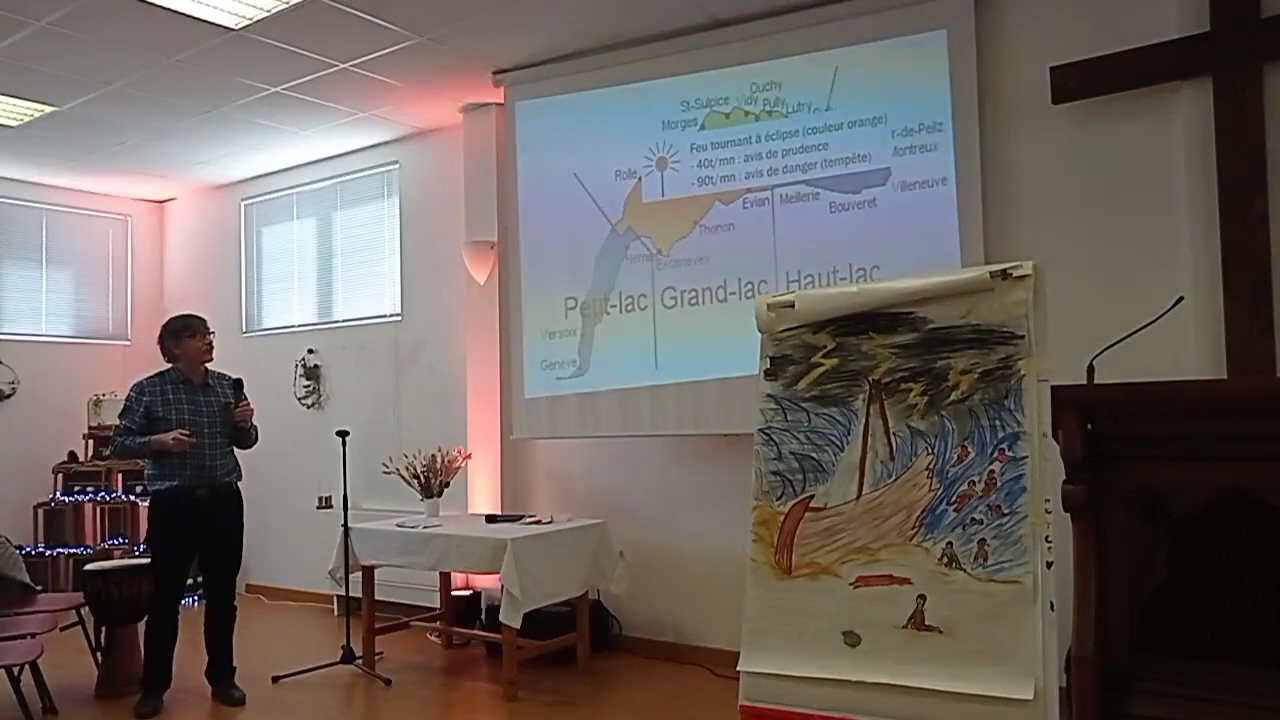 Ouchy
St-Sulpice Vidy Pully Lutry
Morges
Feu tournant à éclipse (couleur orange)
- 40t/mn : avis de prudence
- 90t/mn : avis de danger (tempête)
r-de-Peilz
Montreux
Rolle
Evian Meillerie Villeneuve
Bouveret
Thonon
Excenevex
Petit-lac Grand-lac Haut-lac
Versoix
Genève